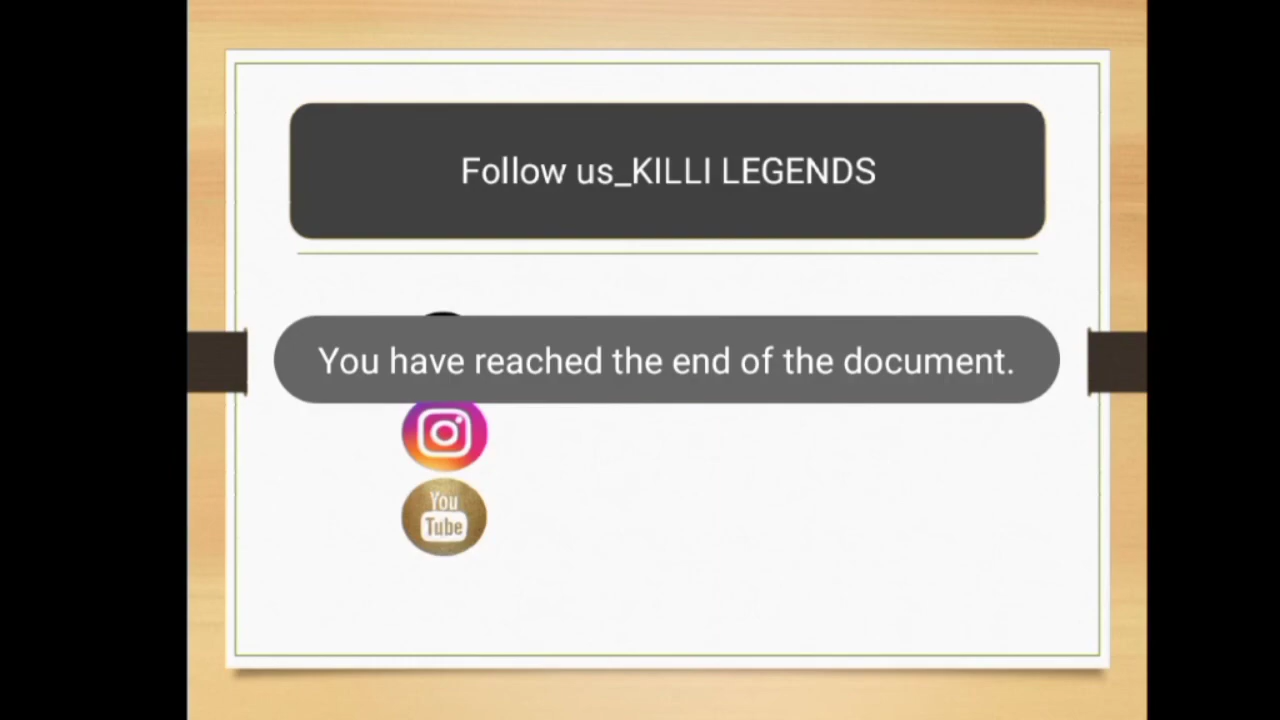 Follow us_KILLI LEGENDS
You have reached the end of the document.
You
Tube